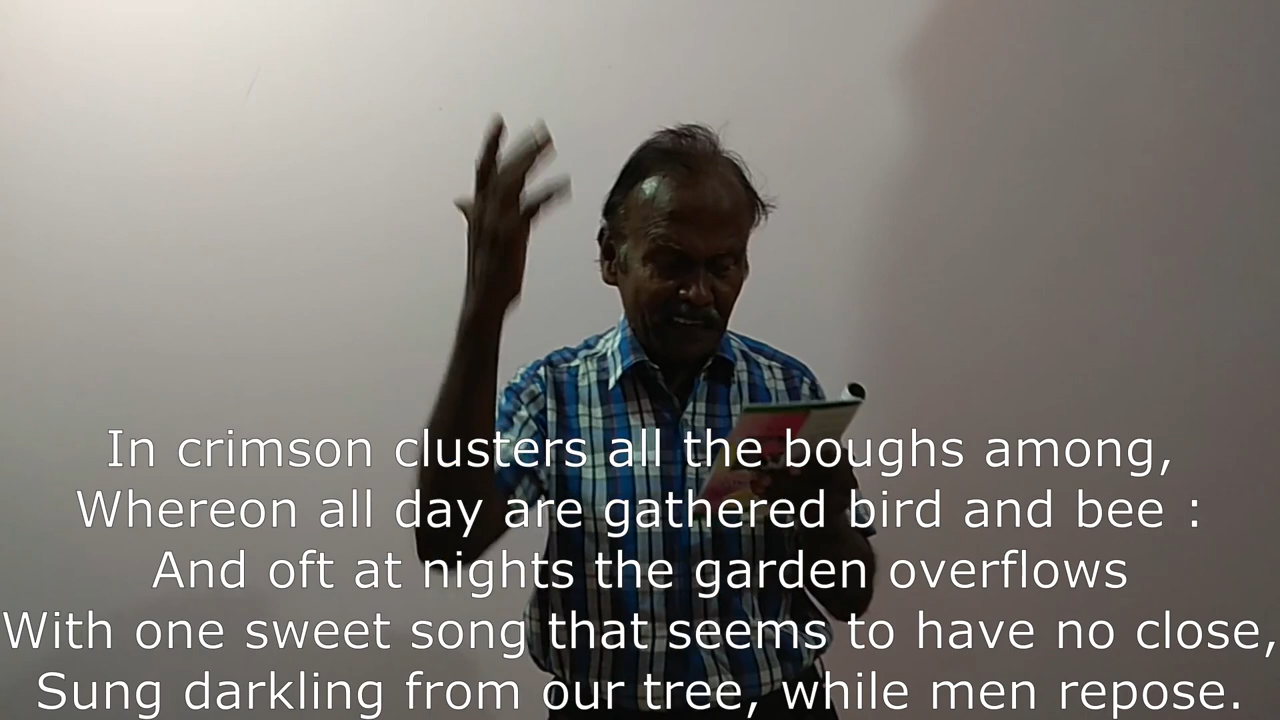 In crimson clusters all the boughs among,
Whereon all day are gathered bird and bee :
And oft at nights the garden overflows
With one sweet song that seems to have no close,
Sung darkling from our tree, while men repose.